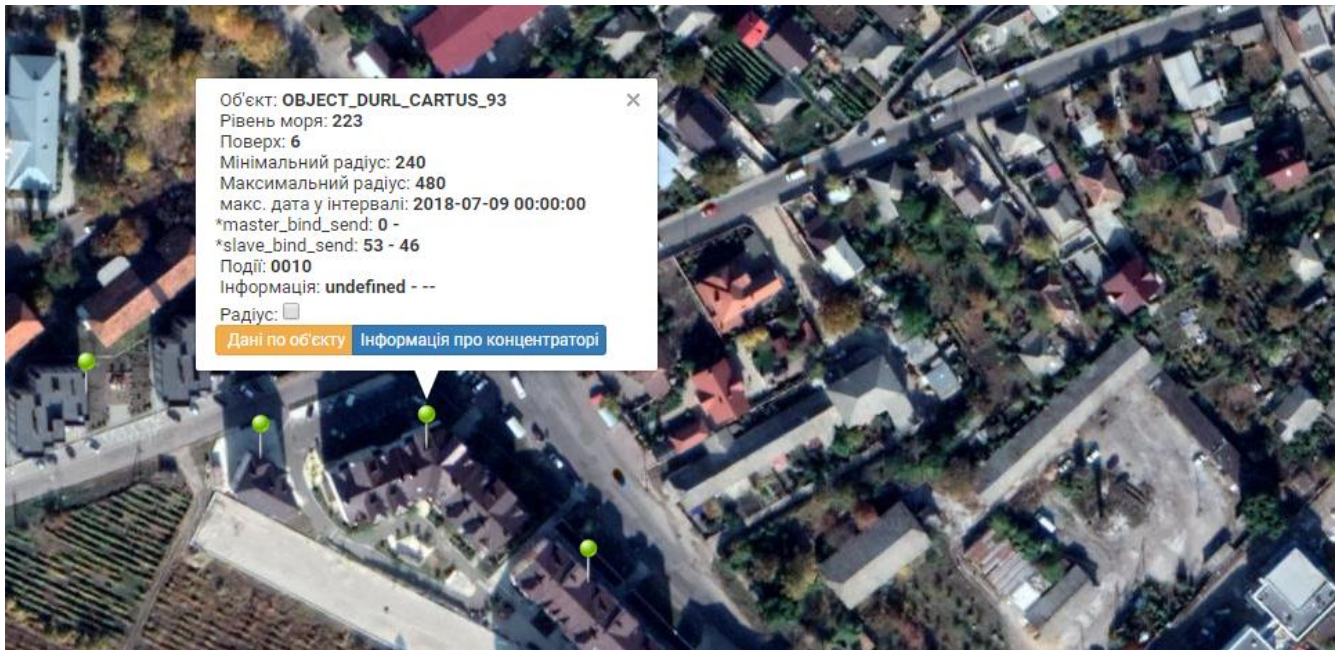 Об'єкт: OBJECT_DURL_CARTUS_93 ×
Рівень моря: 223
Поверх: 6
Мінімальний радіус: 240
Максимальний радіус: 480
макс. дата у інтервалі: 2018-07-09 00:00:00
*master_bind_send: 0 -
*slave_bind_send: 53 - 46
Події: 0010
Інформація: undefined - --
Радіус:
Дані по об'єкту Інформація про концентраторі